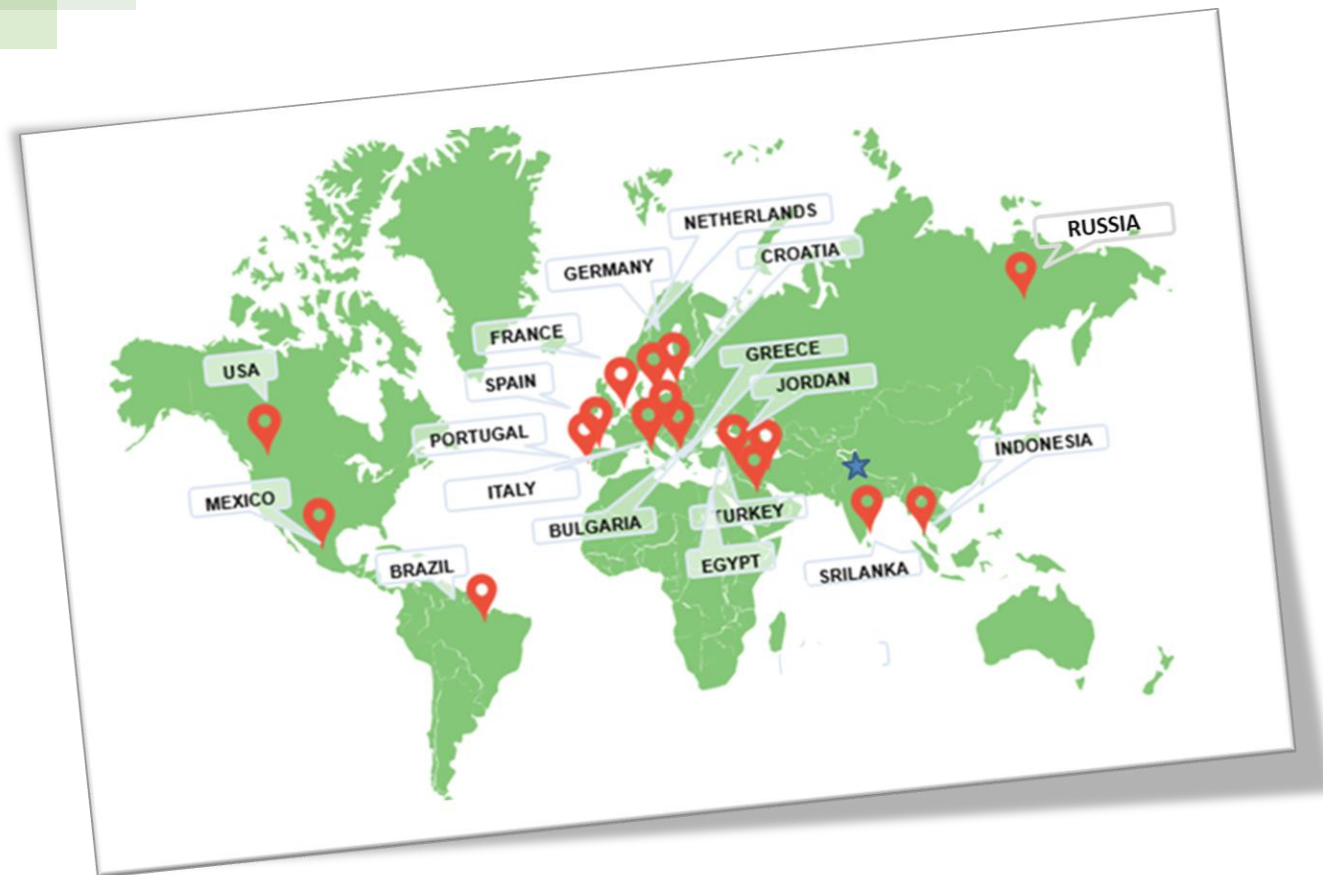 NETHERLANDS
RUSSIA
CROATIA
GERMANY
FRANCE
GREECE
USA
SPAIN
JORDAN
PORTUGAL
INDONESIA
ITALY
MEXICO
BULGARIA
TURKEY
BRAZIL
EGYPT
SRILANKA